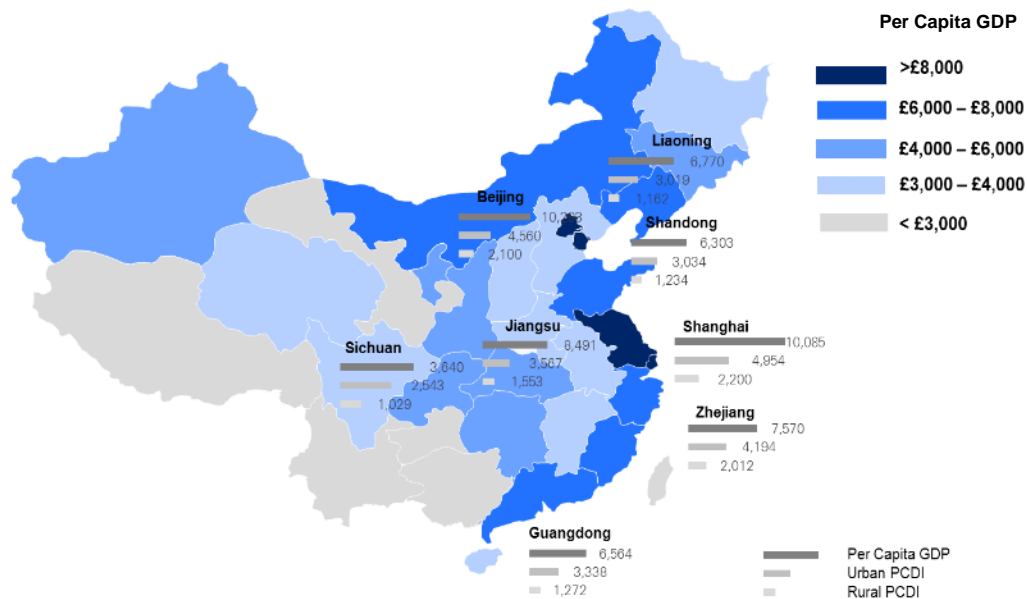 Per Capita GDP
>£8,000
£6,000 – £8,000
£4,000 – £6,000
£3,000 – £4,000
< £3,000
Liaoning
6,770
3,019
1,162
Beijing
4,560
2,100
Shandong
6,303
3,034
1,234
Jiangsu
8,491
3,567
1,553
Shanghai
10,085
4,954
2,200
Sichuan
3,640
2,543
1,029
Zhejiang
7,570
4,194
2,012
Guangdong
6,564
3,338
1,272
Per Capita GDP
Urban PCDI
Rural PCDI